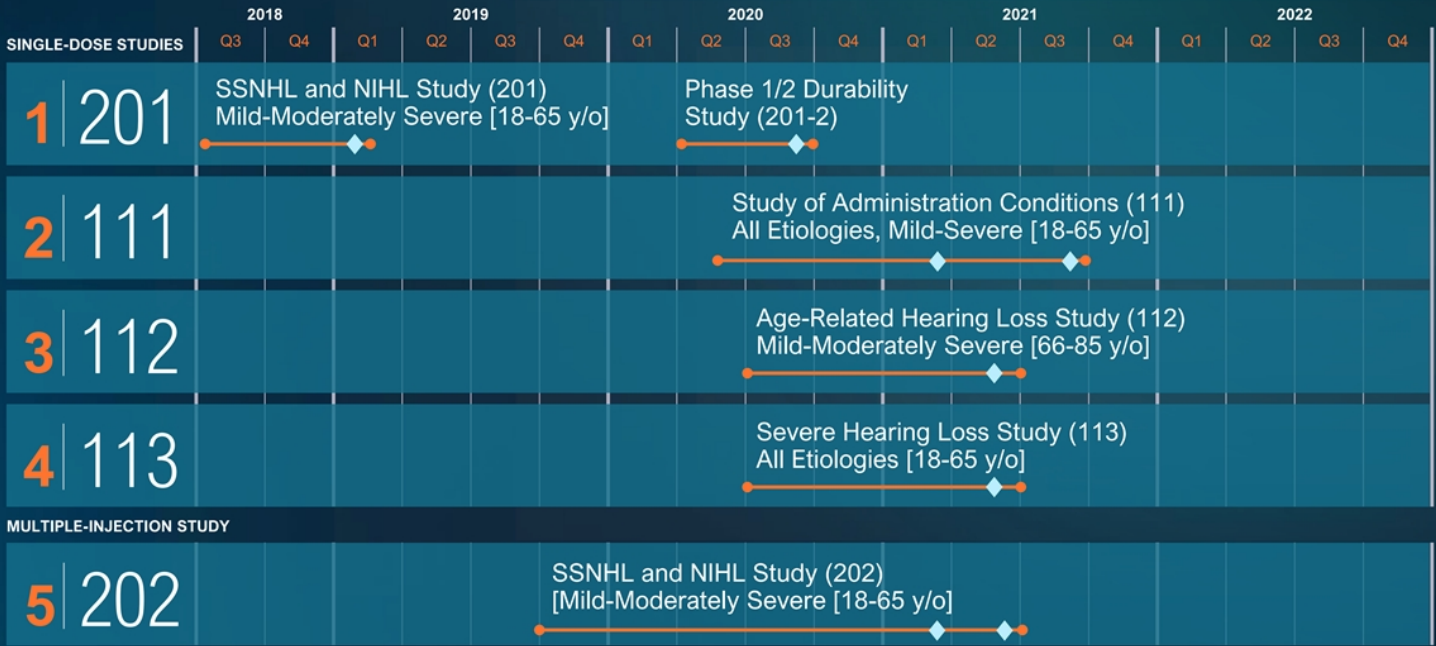 2018 2019 2020 2021 2022
SINGLE-DOSE STUDIES Q3 Q4 Q1 Q2 Q3 Q4 Q1 Q2 Q3 Q4 Q1 Q2 Q3 Q4 Q1 Q2 Q3 Q4
1 201
SSNHL and NIHL Study (201)
Mild-Moderately Severe [18-65 y/o]
Phase 1/2 Durability
Study (201-2)
2 111
Study of Administration Conditions (111)
All Etiologies, Mild-Severe [18-65 y/o]
3 112
Age-Related Hearing Loss Study (112)
Mild-Moderately Severe [66-85 y/o]
4 113
Severe Hearing Loss Study (113)
All Etiologies [18-65 y/o]
MULTIPLE-INJECTION STUDY
5 202
SSNHL and NIHL Study (202)
[Mild-Moderately Severe [18-65 y/o]